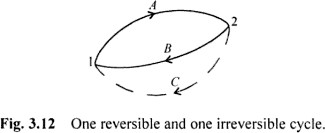 A
2
B
1
C
Fig. 3.12 One reversible and one irreversible cycle.